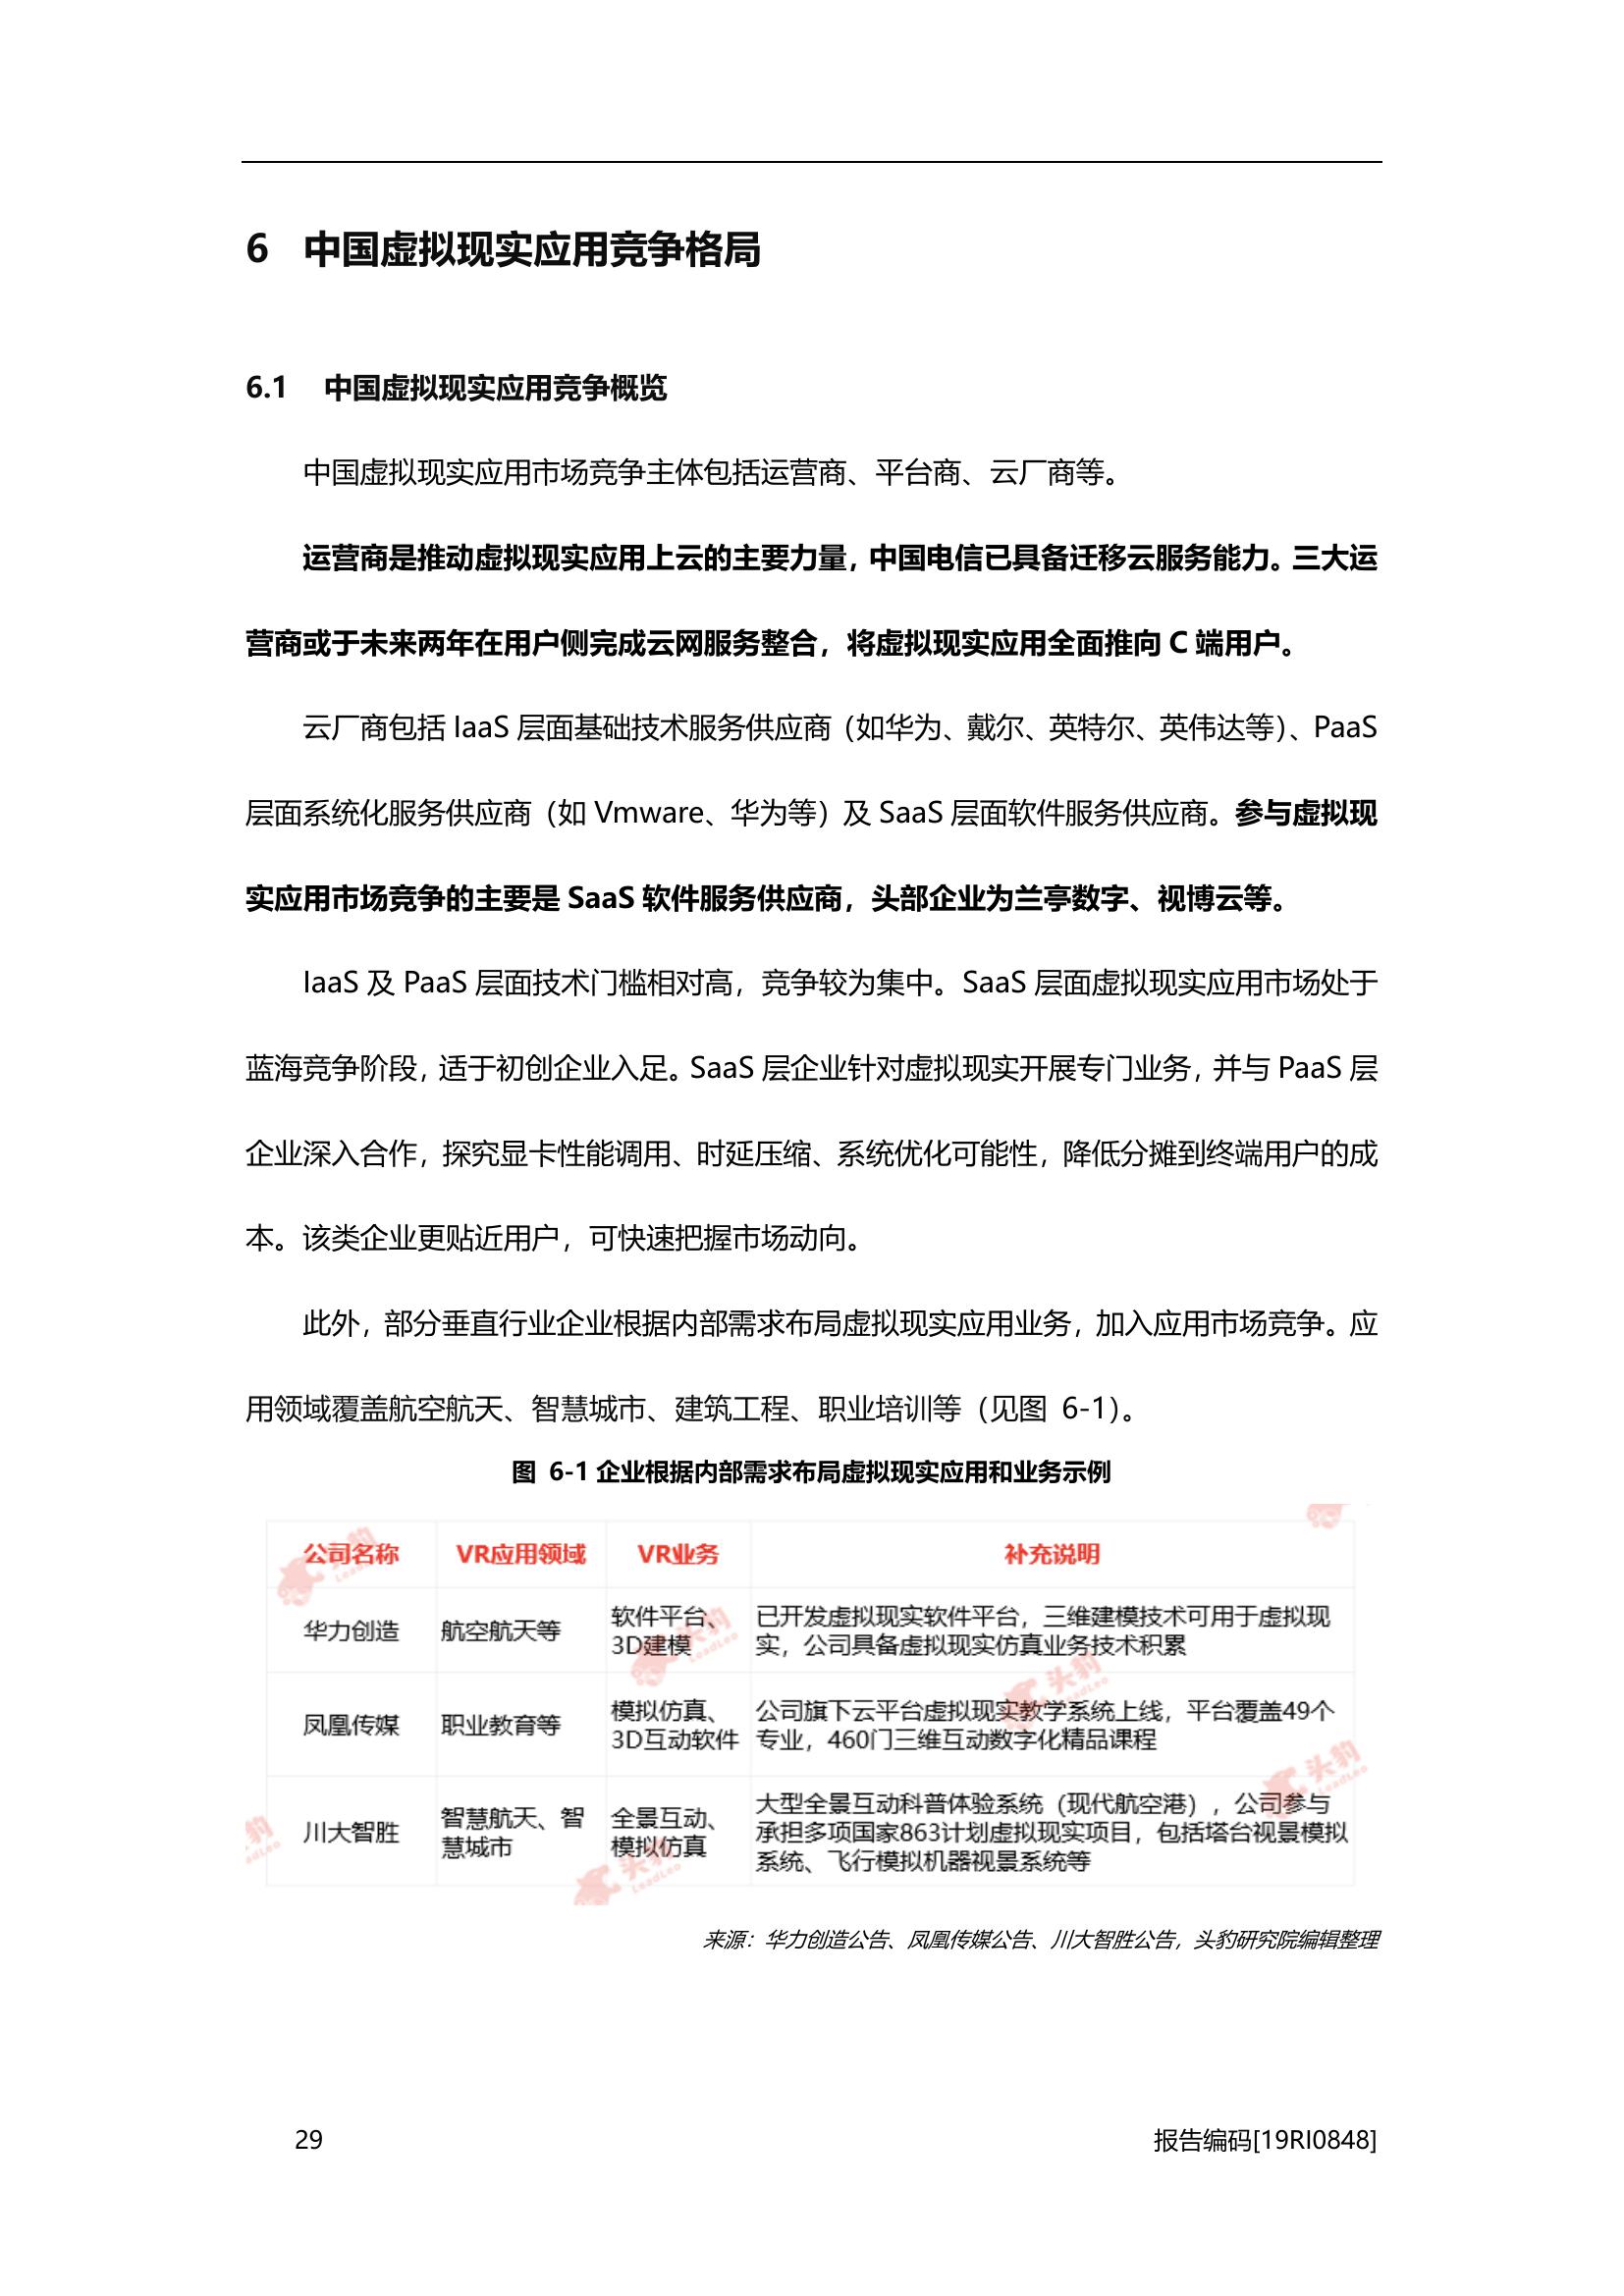 6 中国虚拟现实应用竞争格局
6.1 中国虚拟现实应用竞争概览
中国虚拟现实应用市场竞争主体包括运营商、平台商、云厂商等。
运营商是推动虚拟现实应用上云的主要力量，中国电信已具备迁移云服务能力。三大运
营商或于未来两年在用户侧完成云网服务整合，将虚拟现实应用全面推向 C 端用户。
云厂商包括 IaaS 层面基础技术服务供应商（如华为、戴尔、英特尔、英伟达等）、PaaS
层面系统化服务供应商（如 Vmware、华为等）及 SaaS 层面软件服务供应商。参与虚拟现
实应用市场竞争的主要是 SaaS 软件服务供应商，头部企业为兰亭数字、视博云等。
IaaS 及 PaaS 层面技术门槛相对高，竞争较为集中。SaaS 层面虚拟现实应用市场处于
蓝海竞争阶段，适于初创企业入足。SaaS 层企业针对虚拟现实开展专门业务，并与 PaaS 层
企业深入合作，探究显卡性能调用、时延压缩、系统优化可能性，降低分摊到终端用户的成
本。该类企业更贴近用户，可快速把握市场动向。
此外，部分垂直行业企业根据内部需求布局虚拟现实应用业务，加入应用市场竞争。应
用领域覆盖航空航天、智慧城市、建筑工程、职业培训等（见图 6-1）。
图 6-1 企业根据内部需求布局虚拟现实应用和业务示例
公司名称 VR应用领域 VR业务 补充说明
华力创造 航空航天等
软件平台、
3D建模
已开发虚拟现实软件平台，三维建模技术可用于虚拟现
实，公司具备虚拟现实仿真业务技术积累
凤凰传媒 职业教育等
模拟仿真、
3D互动软件
公司旗下云平台虚拟现实教学系统上线，平台覆盖49个
专业，460门三维互动数字化精品课程
川大智胜
智慧航天、智
慧城市
全景互动、
模拟仿真
大型全景互动科普体验系统（现代航空港），公司参与
承担多项国家863计划虚拟现实项目，包括塔台视景模拟
系统、飞行模拟机器视景系统等
头豹
LeadLeo
头豹
LeadLeo
头豹
LeadLeo
头豹
LeadLeo
头豹
LeadLeo
来源：华力创造公告、凤凰传媒公告、川大智胜公告，头豹研究院编辑整理
29
报告编码[19RI0848]